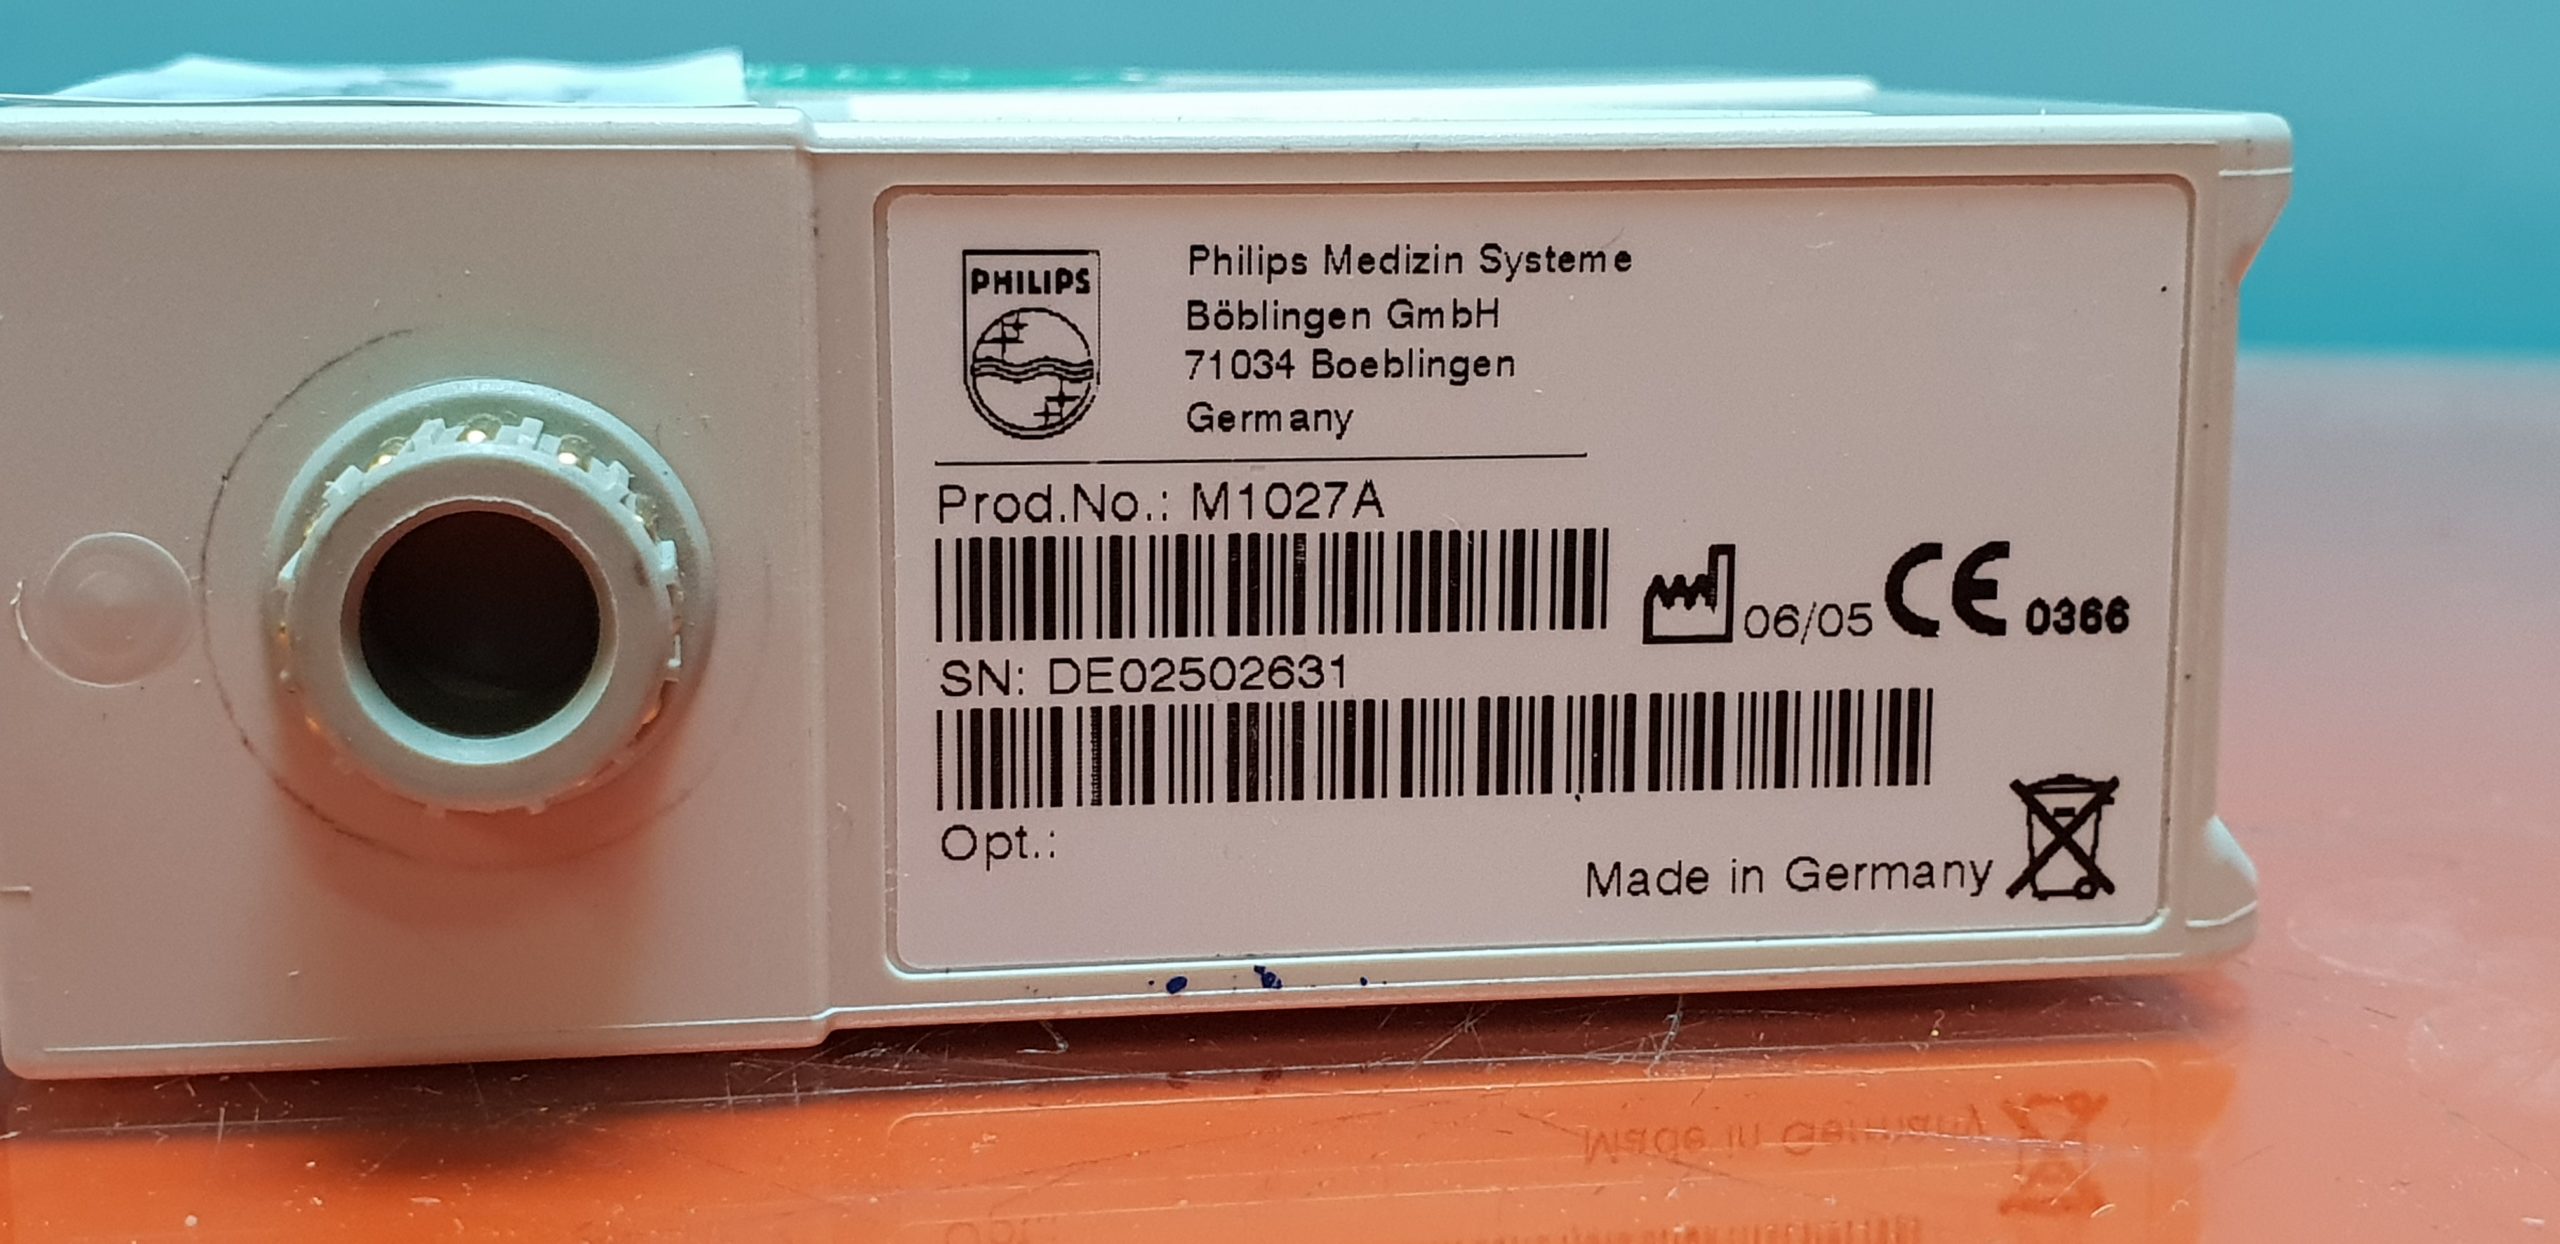 PHILIPS
Philips Medizin Systeme
Böblingen GmbH
71034 Boeblingen
Germany
Prod.No.: M1027A
06/05 CE 0366
SN: DE02502631
Opt.:
Made in Germany